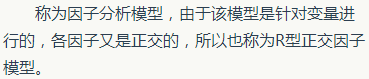 称为因子分析模型，由于该模型是针对变量进
行的，各因子又是正交的，所以也称为R型正交因子
模型。